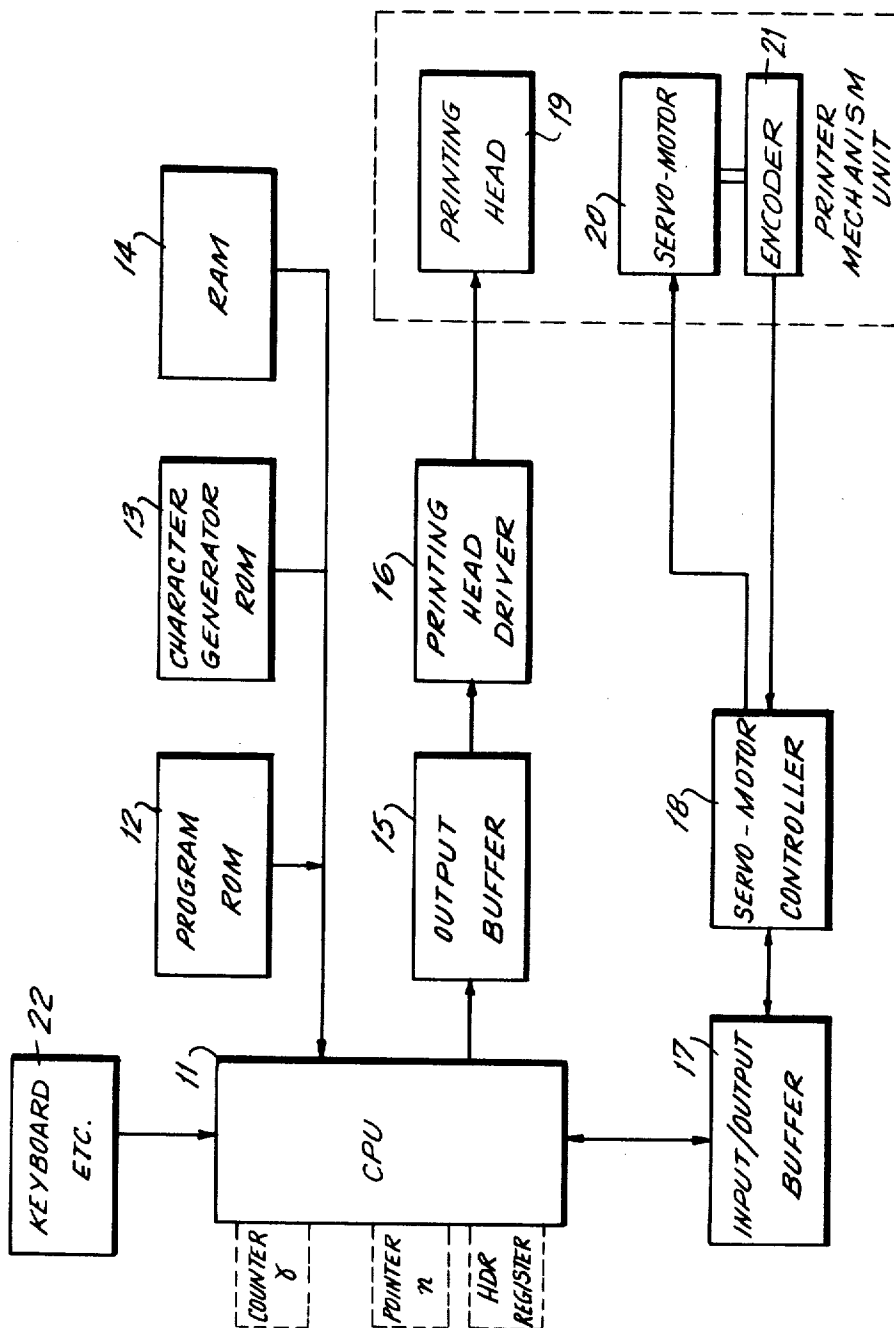 KEYBOARD
ETC.
22
PROGRAM
ROM
12
CHARACTER
GENERATOR
ROM
13
RAM
14
11
CPU
COUNTER
γ
POINTER
n
HDR
REGISTER
OUTPUT
BUFFER
15
PRINTING
HEAD
DRIVER
16
PRINTING
HEAD
19
INPUT/OUTPUT
BUFFER
17
SERVO-MOTOR
CONTROLLER
18
SERVO-MOTOR
20
ENCODER
21
PRINTER
MECHANISM
UNIT